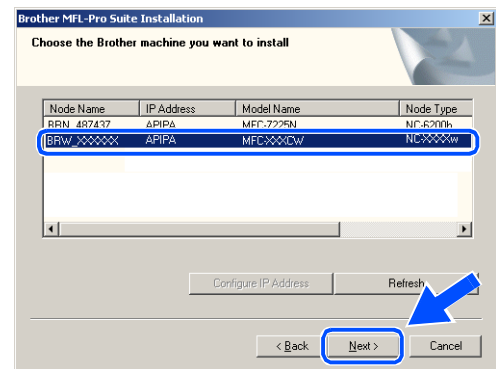 Brother MFL-Pro Suite Installation
Choose the Brother machine you want to install
Node Name IP Address Model Name Node Type
BRN_487437 APIPA MFC-7225N NC-6200h
BRW_XXXXXX APIPA MFC-XXXCW NC-XXXXw
Configure IP Address Refresh
< Back Next > Cancel